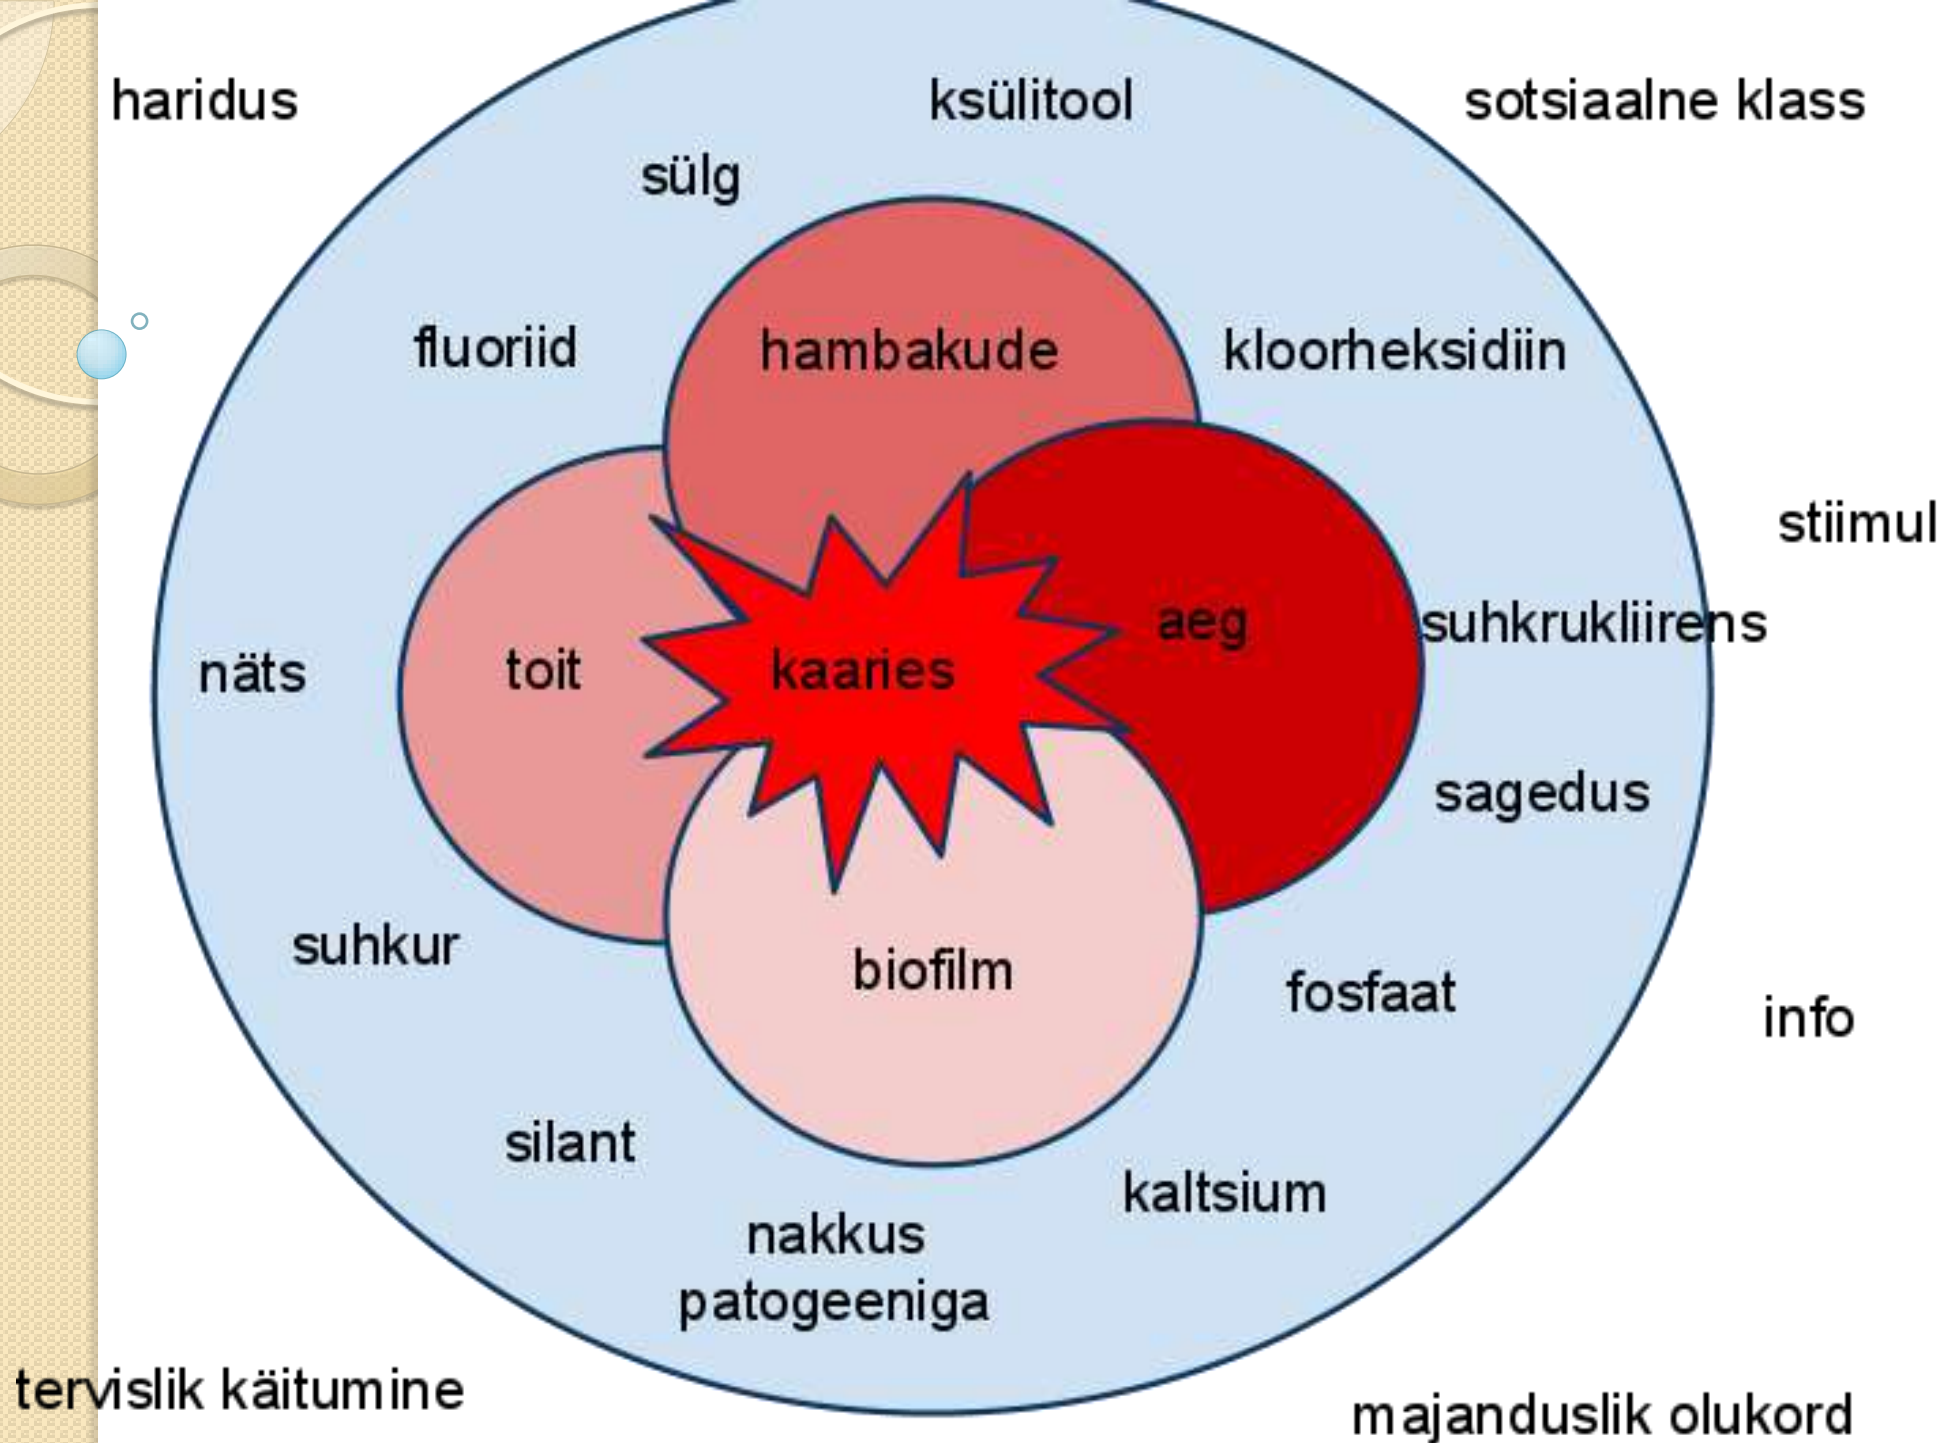 haridus
ksülitool
sotsiaalne klass
sülg
fluoriid
hambakude
kloorheksidiin
stiimul
aeg
suhkrukliirens
näts
toit
kaaries
sagedus
suhkur
biofilm
fosfaat
info
silant
kaltsium
nakkus
patogeeniga
tervislik käitumine
majanduslik olukord